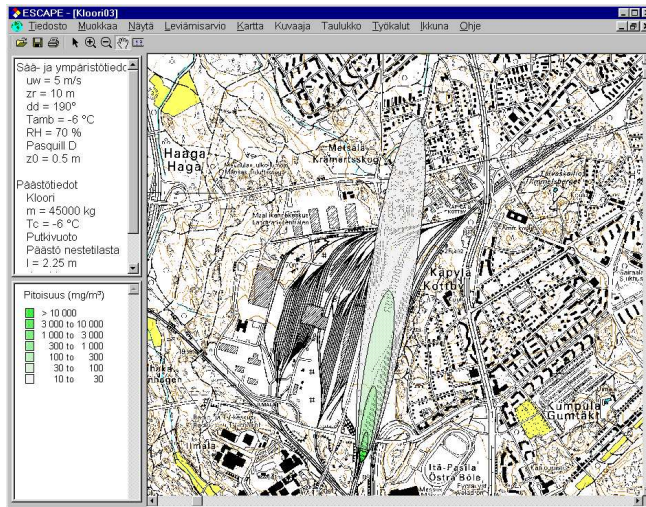 ESCAPE - [Kloori03]
Tiedosto Muokkaa Näytä Leviämisarvio Kartta Kuvaaja Taulukko Työkalut Ikkuna Ohje
Sää- ja ympäristötiedo
uw = 5 m/s
zr = 10 m
dd = 190°
Tamb = -6 °C
RH = 70 %
Pasquill D
z0 = 0.5 m
Päästötiedot
Kloori
m = 45000 kg
Tc = -6 °C
Putkivuoto
Päästö nestetilasta
l = 2.25 m
Pitoisuus (mg/m³)
> 10 000
3 000 to 10 000
1 000 to 3 000
300 to 1 000
100 to 300
30 to 100
10 to 30
Haaga
Haga
Metsälä
Krämertsskog
Käpylä
Kottby
Kumpula
Gumtäkt
Ilmala
Itä-Pasila
Östra Böle